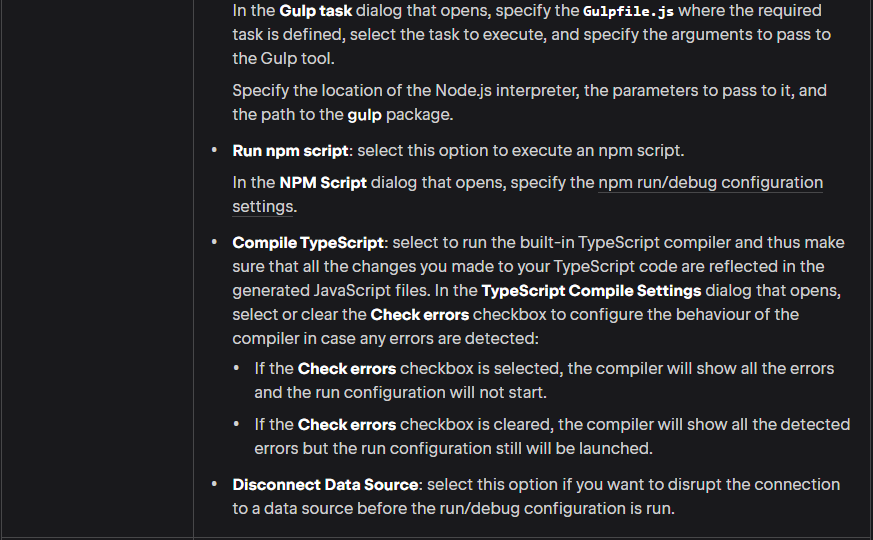 In the Gulp task dialog that opens, specify the Gulpfile.js where the required
task is defined, select the task to execute, and specify the arguments to pass to
the Gulp tool.
Specify the location of the Node.js interpreter, the parameters to pass to it, and
the path to the gulp package.
• Run npm script: select this option to execute an npm script.
In the NPM Script dialog that opens, specify the npm run/debug configuration
settings.
• Compile TypeScript: select to run the built-in TypeScript compiler and thus make
sure that all the changes you made to your TypeScript code are reflected in the
generated JavaScript files. In the TypeScript Compile Settings dialog that opens,
select or clear the Check errors checkbox to configure the behaviour of the
compiler in case any errors are detected:
• If the Check errors checkbox is selected, the compiler will show all the errors
and the run configuration will not start.
• If the Check errors checkbox is cleared, the compiler will show all the detected
errors but the run configuration still will be launched.
• Disconnect Data Source: select this option if you want to disrupt the connection
to a data source before the run/debug configuration is run.